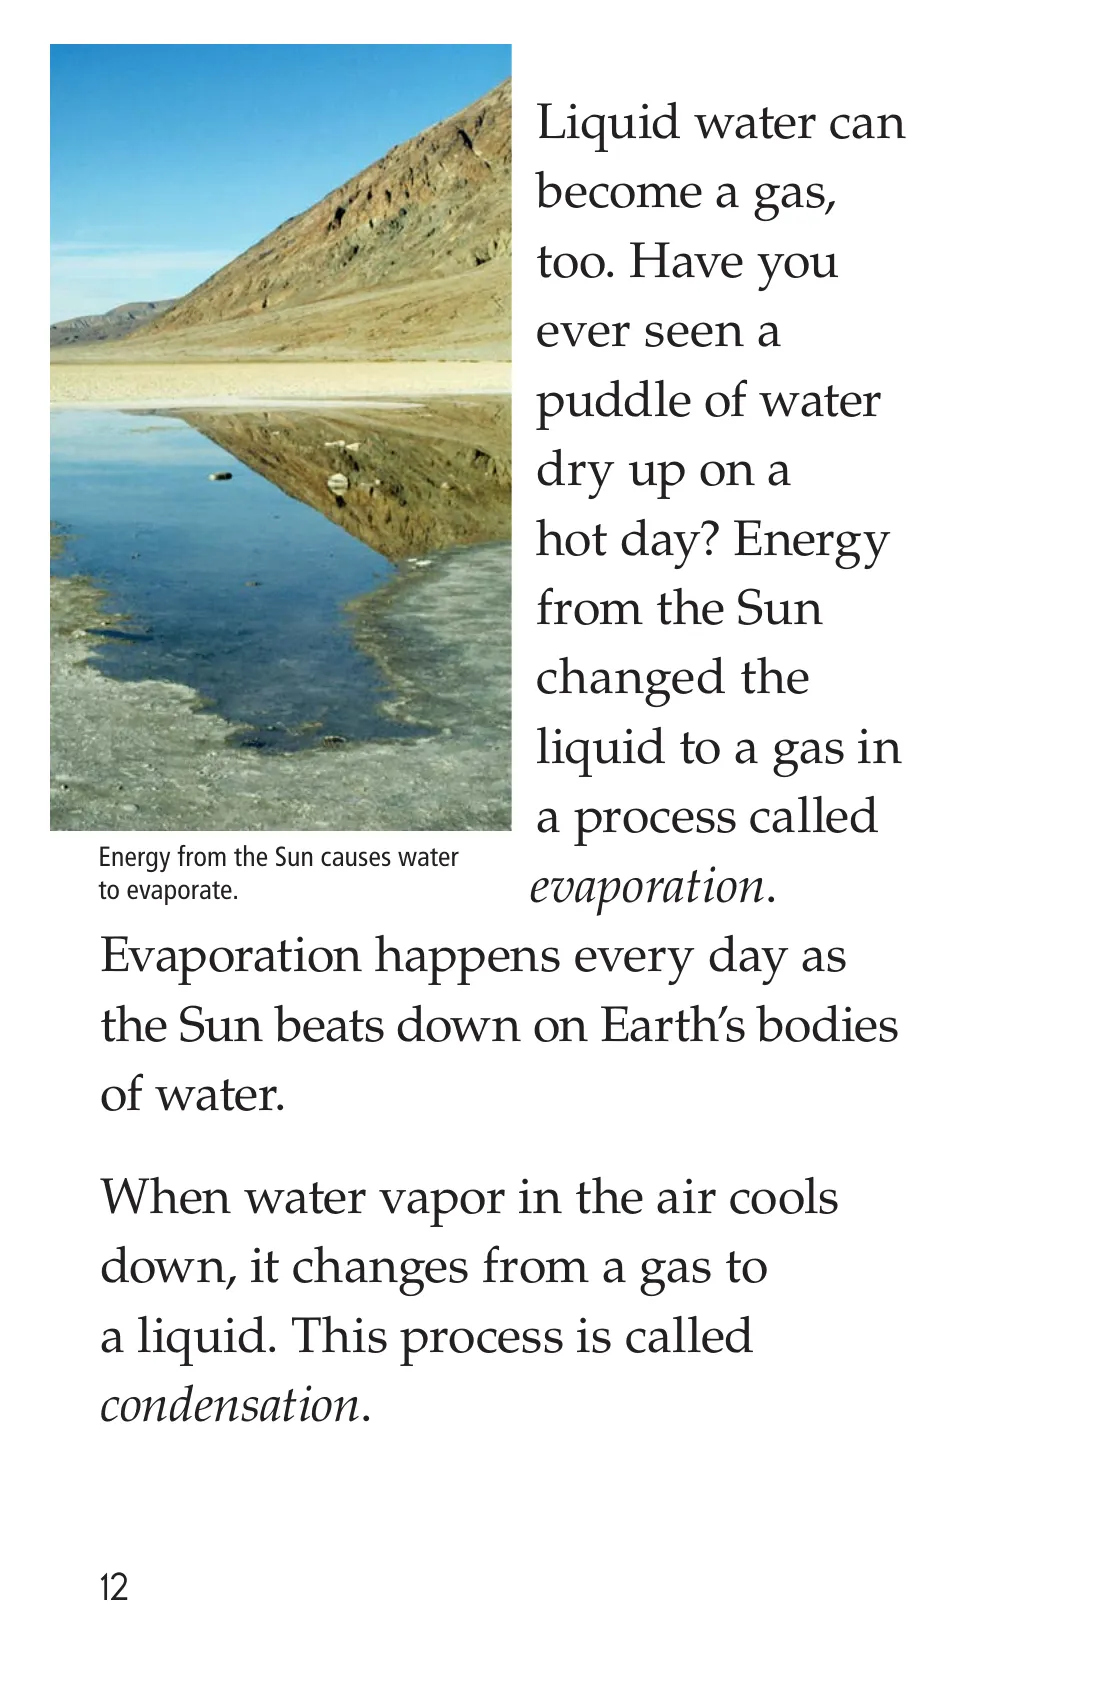 Liquid water can
become a gas,
too. Have you
ever seen a
puddle of water
dry up on a
hot day? Energy
from the Sun
changed the
liquid to a gas in
a process called
evaporation.
Energy from the Sun causes water
to evaporate.
Evaporation happens every day as
the Sun beats down on Earth’s bodies
of water.
When water vapor in the air cools
down, it changes from a gas to
a liquid. This process is called
condensation.
12